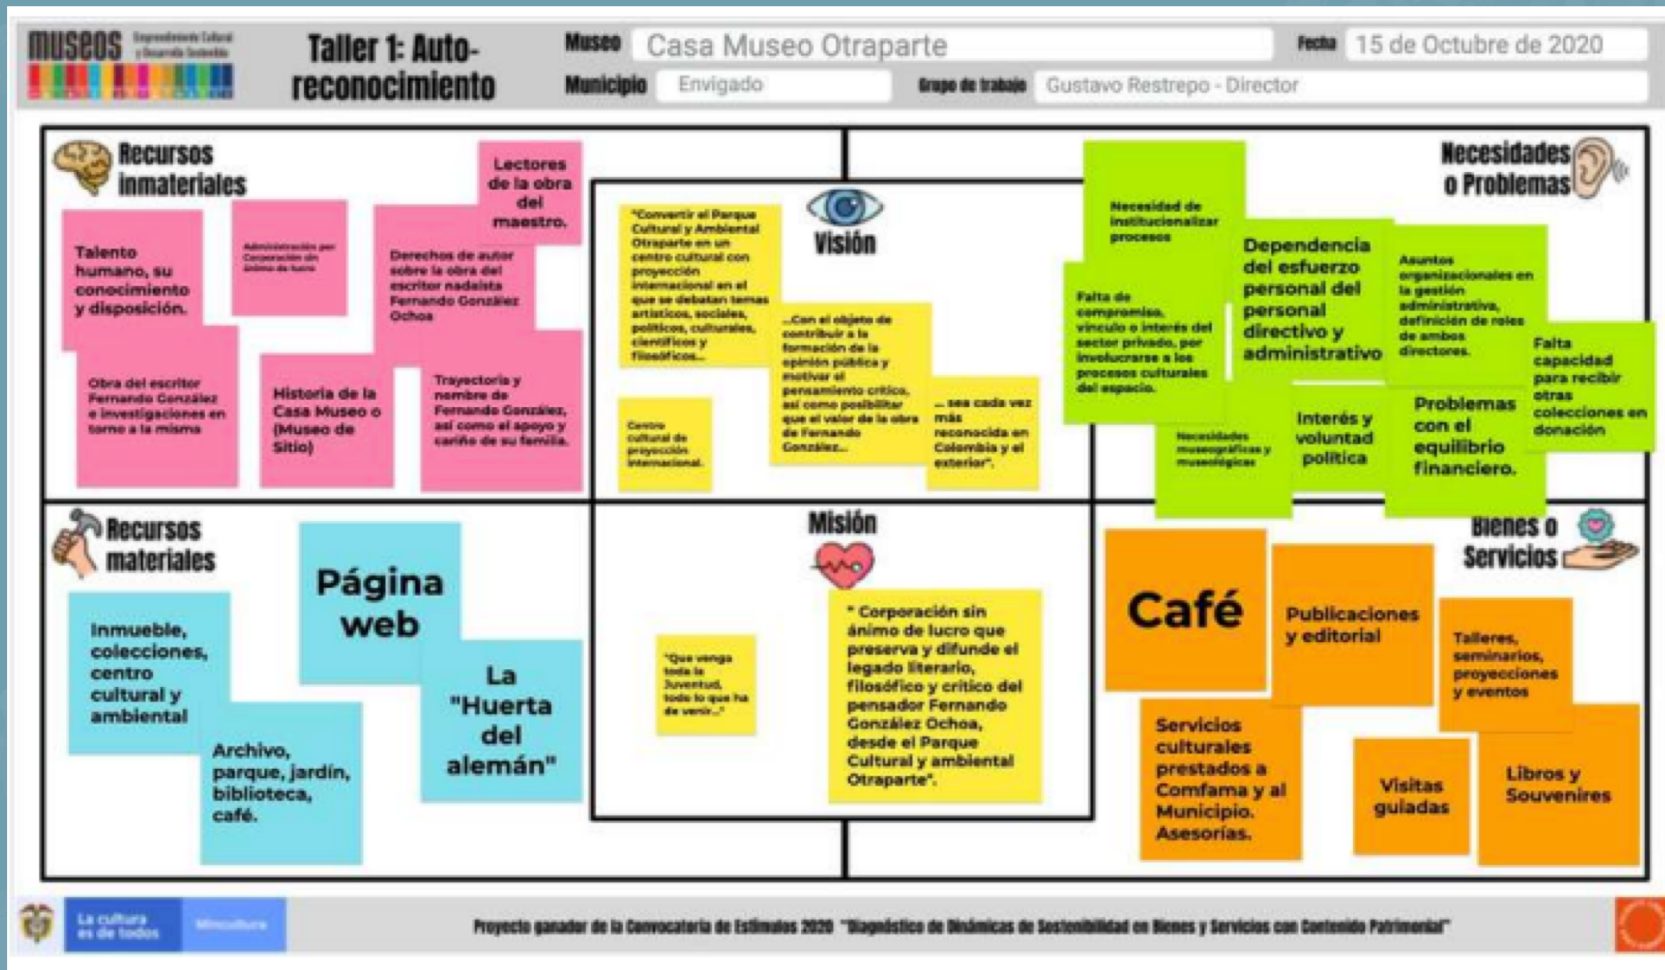 museos
Emprendimiento Cultural
y Desarrollo Sostenible
Taller 1: Auto-
reconocimiento
Museo
Casa Museo Otraparte
Fecha
15 de Octubre de 2020
Municipio
Envigado
Grupo de trabajo
Gustavo Restrepo - Director
Recursos
inmateriales
Lectores
de la obra
del
maestro.
Talento
humano, su
conocimiento
y disposición.
Administración por
Corporación sin
ánimo de lucro
Derechos de autor
sobre la obra del
escritor nadaista
Fernando González
Ochoa
Obra del escritor
Fernando González
e investigaciones en
torno a la misma
Historia de la
Casa Museo o
(Museo de
Sitio)
Trayectoria y
nombre de
Fernando González,
así como el apoyo y
cariño de su familia.
Visión
"Convertir el Parque
Cultural y Ambiental
Otraparte en un
centro cultural con
proyección
internacional en el
que se debatan temas
artísticos, sociales,
políticos, culturales,
científicos y
filosóficos...
...Con el objeto de
contribuir a la
formación de la
opinión pública y
motivar el
pensamiento crítico,
así como posibilitar
que el valor de la obra
de Fernando
González...
... sea cada vez
más
reconocida en
Colombia y el
exterior".
Centro
cultural de
proyección
internacional.
Necesidades
o Problemas
Necesidad de
institucionalizar
procesos
Dependencia
del esfuerzo
personal del
personal
directivo y
administrativo
Asuntos
organizacionales en
la gestión
administrativa,
definición de roles
de ambos
directores.
Falta de
compromiso,
vínculo o interés del
sector privado, por
involucrarse a los
procesos culturales
del espacio.
Falta
capacidad
para recibir
otras
colecciones en
donación
Necesidades
museográficas y
museológicas
Interés y
voluntad
política
Problemas
con el
equilibrio
financiero.
Recursos
materiales
Página
web
Inmueble,
colecciones,
centro
cultural y
ambiental
La
"Huerta
del
alemán"
Archivo,
parque, jardín,
biblioteca,
café.
Misión
"Que venga
toda la
Juventud,
todo lo que ha
de venir..."
" Corporación sin
ánimo de lucro que
preserva y difunde el
legado literario,
filosófico y crítico del
pensador Fernando
González Ochoa,
desde el Parque
Cultural y ambiental
Otraparte".
Bienes o
Servicios
Café
Publicaciones
y editorial
Talleres,
seminarios,
proyecciones
y eventos
Servicios
culturales
prestados a
Comfama y al
Municipio.
Asesorías.
Visitas
guiadas
Libros y
Souvenires
La cultura
es de todos
Mincultura
Proyecto ganador de la Convocatoria de Estímulos 2020 "Diagnóstico de Dinámicas de Sostenibilidad en Bienes y Servicios con Contenido Patrimonial"